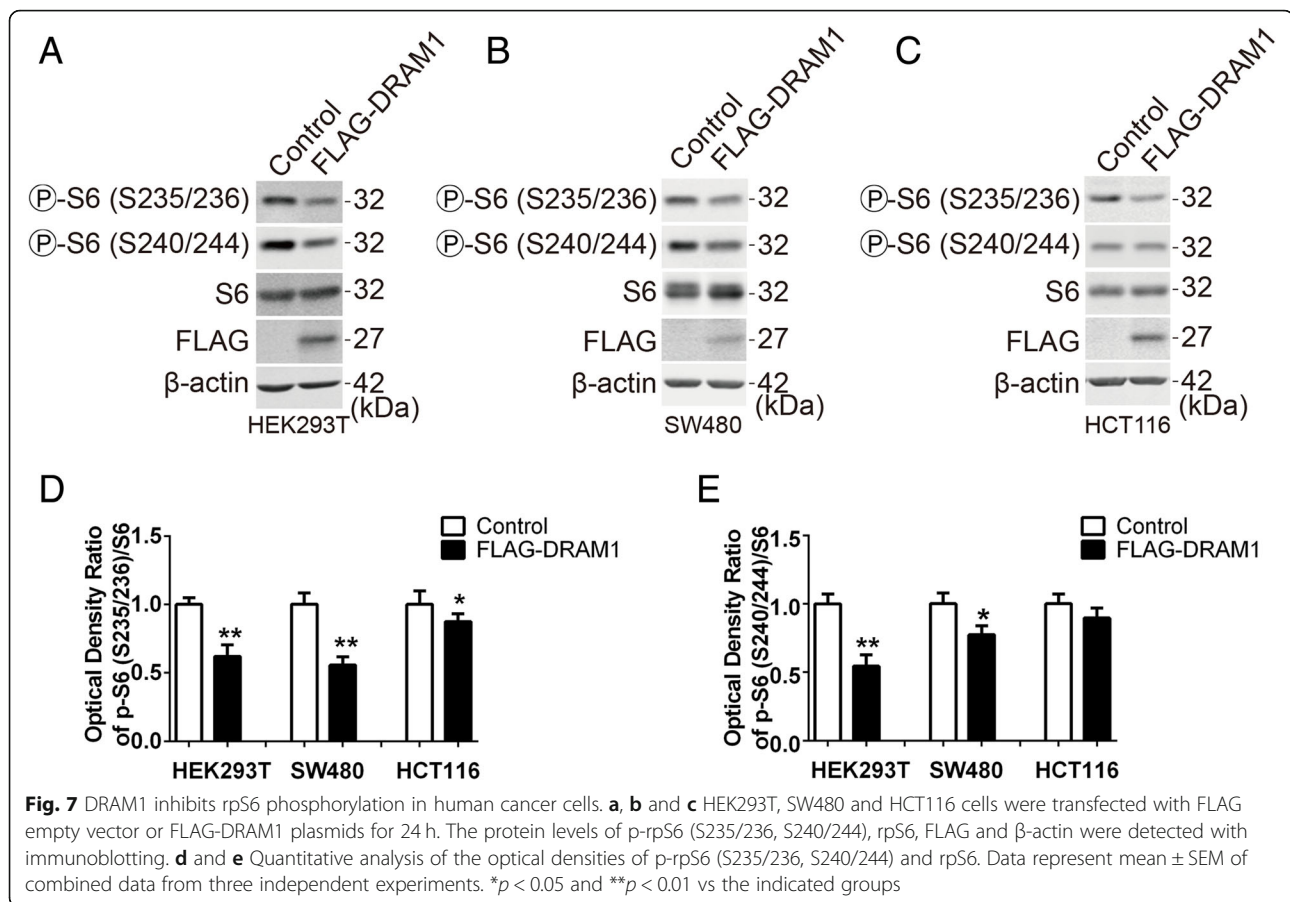 A
Control
FLAG-DRAM1
Ⓟ-S6 (S235/236)
-32
Ⓟ-S6 (S240/244)
-32
S6
-32
FLAG
-27
β-actin
-42
(kDa)
HEK293T
B
Control
FLAG-DRAM1
Ⓟ-S6 (S235/236)
-32
Ⓟ-S6 (S240/244)
-32
S6
-32
FLAG
-27
β-actin
-42
(kDa)
SW480
C
Control
FLAG-DRAM1
Ⓟ-S6 (S235/236)
-32
Ⓟ-S6 (S240/244)
-32
S6
-32
FLAG
-27
β-actin
-42
(kDa)
HCT116
D
Optical Density Ratio
of p-S6 (S235/236)/S6
1.5
1.0
0.5
0.0
Control
FLAG-DRAM1
**
**
*
HEK293T SW480 HCT116
E
Optical Density Ratio
of p-S6 (S240/244)/S6
1.5
1.0
0.5
0.0
Control
FLAG-DRAM1
**
*
HEK293T SW480 HCT116
Fig. 7 DRAM1 inhibits rpS6 phosphorylation in human cancer cells. a, b and c HEK293T, SW480 and HCT116 cells were transfected with FLAG
empty vector or FLAG-DRAM1 plasmids for 24 h. The protein levels of p-rpS6 (S235/236, S240/244), rpS6, FLAG and β-actin were detected with
immunoblotting. d and e Quantitative analysis of the optical densities of p-rpS6 (S235/236, S240/244) and rpS6. Data represent mean ± SEM of
combined data from three independent experiments. *p < 0.05 and **p < 0.01 vs the indicated groups